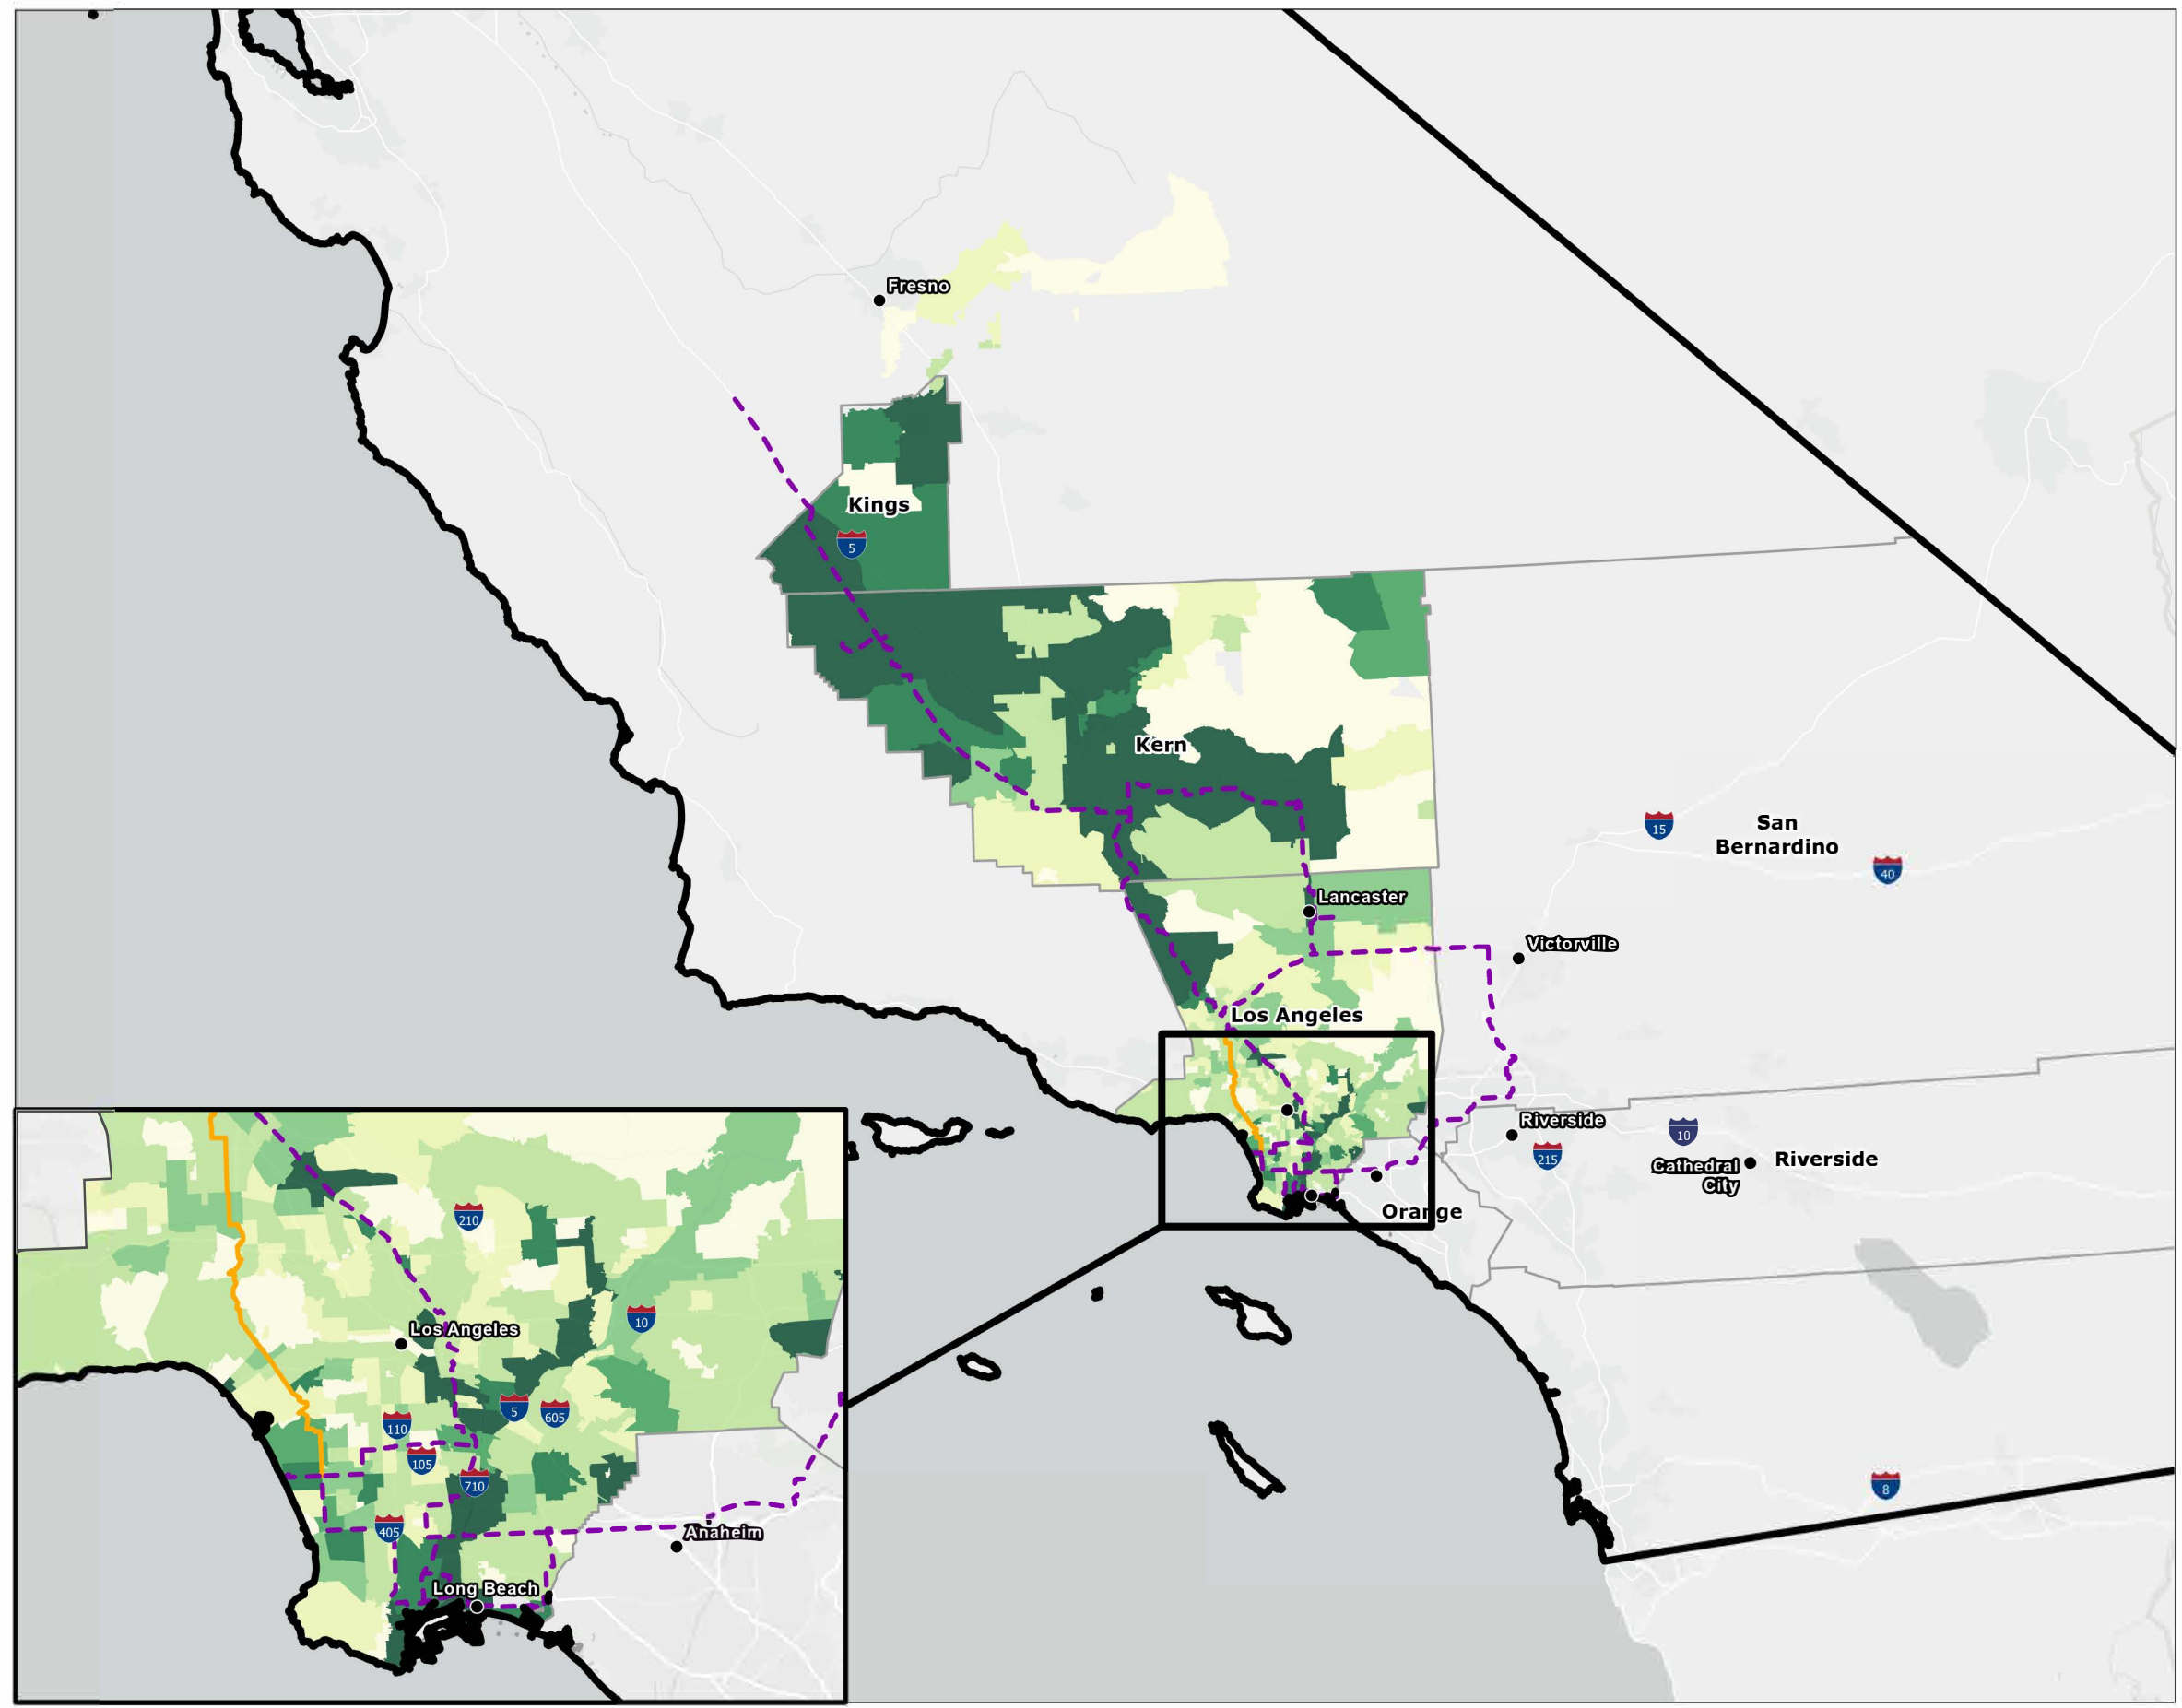 Fresno
Kings
5
Kern
San
Bernardino
15
40
Lancaster
Victorville
Los Angeles
Riverside
10
215
Cathedral
City
Riverside
Orange
210
10
Los Angeles
5
605
110
105
710
405
Anaheim
Long Beach
8